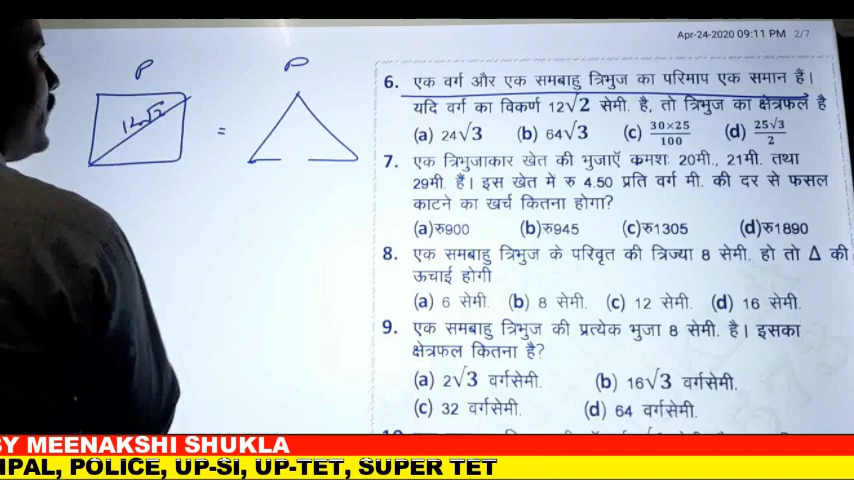 Apr-24-2020 09:11 PM 2/7
P P
12√2 =
6. एक वर्ग और एक समबाहु त्रिभुज का परिमाप एक समान हैं।
यदि वर्ग का विकर्ण 12√2 सेमी. है, तो त्रिभुज का क्षेत्रफल है
(a) 24√3 (b) 64√3 (c) 30×25/100 (d) 25√3/2
7. एक त्रिभुजाकार खेत की भुजाएँ क्रमशः 20मी., 21मी. तथा
29मी. हैं। इस खेत में रु 4.50 प्रति वर्ग मी. की दर से फसल
काटने का खर्च कितना होगा?
(a)रु900 (b)रु945 (c)रु1305 (d)रु1890
8. एक समबाहु त्रिभुज के परिवृत की त्रिज्या 8 सेमी. हो तो Δ की
ऊचाई होगी
(a) 6 सेमी. (b) 8 सेमी. (c) 12 सेमी. (d) 16 सेमी.
9. एक समबाहु त्रिभुज की प्रत्येक भुजा 8 सेमी. है। इसका
क्षेत्रफल कितना है?
(a) 2√3 वर्गसेमी. (b) 16√3 वर्गसेमी.
(c) 32 वर्गसेमी. (d) 64 वर्गसेमी.
BY MEENAKSHI SHUKLA
IPAL, POLICE, UP-SI, UP-TET, SUPER TET